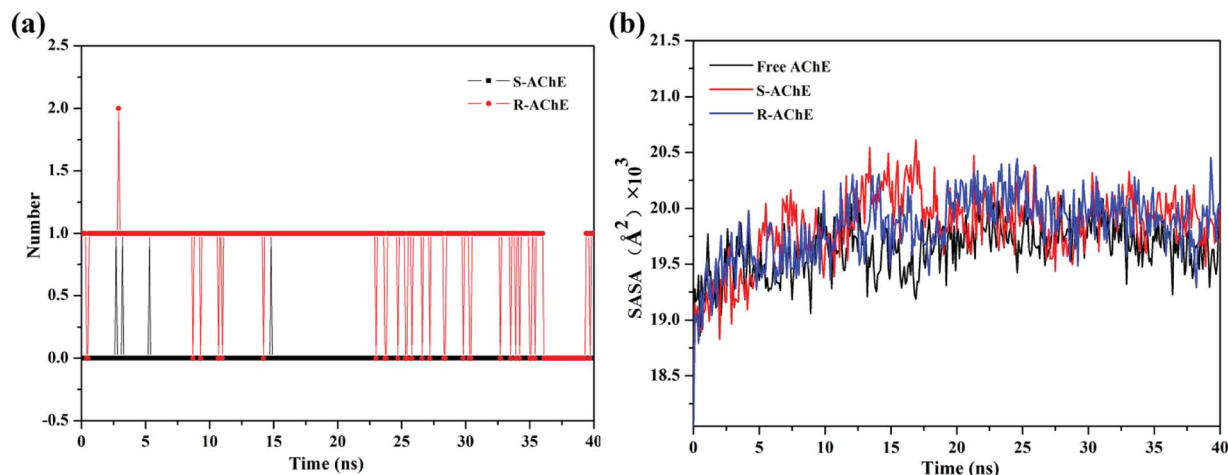 (a)
2.5
2.0
1.5
1.0
0.5
0.0
-0.5
Number
S-AChE
R-AChE
0 5 10 15 20 25 30 35 40
Time (ns)
(b)
21.5
21.0
20.5
20.0
19.5
19.0
18.5
SASA (Å²) ×10³
Free AChE
S-AChE
R-AChE
0 5 10 15 20 25 30 35 40
Time (ns)